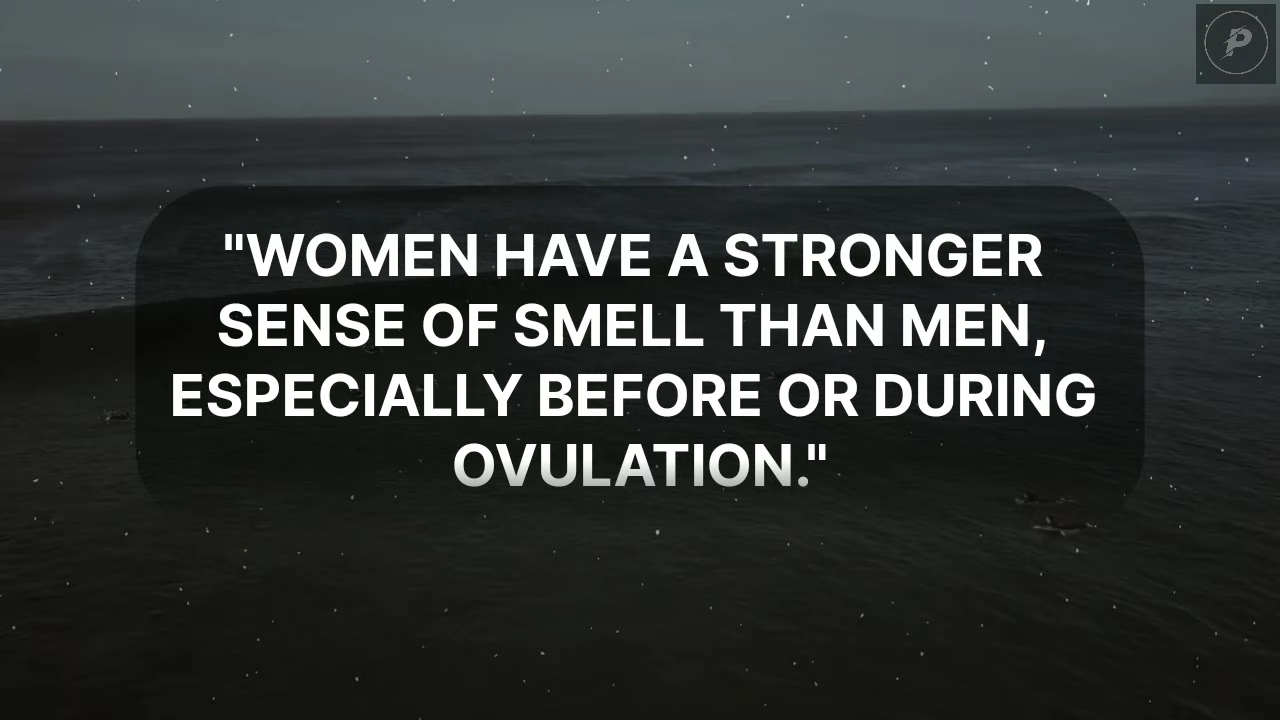 "WOMEN HAVE A STRONGER
SENSE OF SMELL THAN MEN,
ESPECIALLY BEFORE OR DURING
OVULATION."